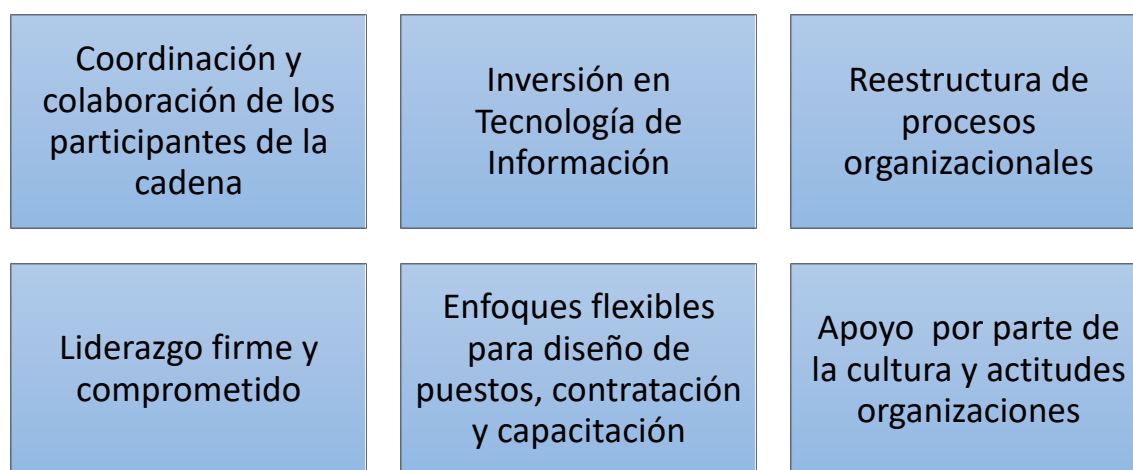 Coordinación y
colaboración de los
participantes de la
cadena
Inversión en
Tecnología de
Información
Reestructura de
procesos
organizacionales
Liderazgo firme y
comprometido
Enfoques flexibles
para diseño de
puestos, contratación
y capacitación
Apoyo  por parte de
la cultura y actitudes
organizaciones